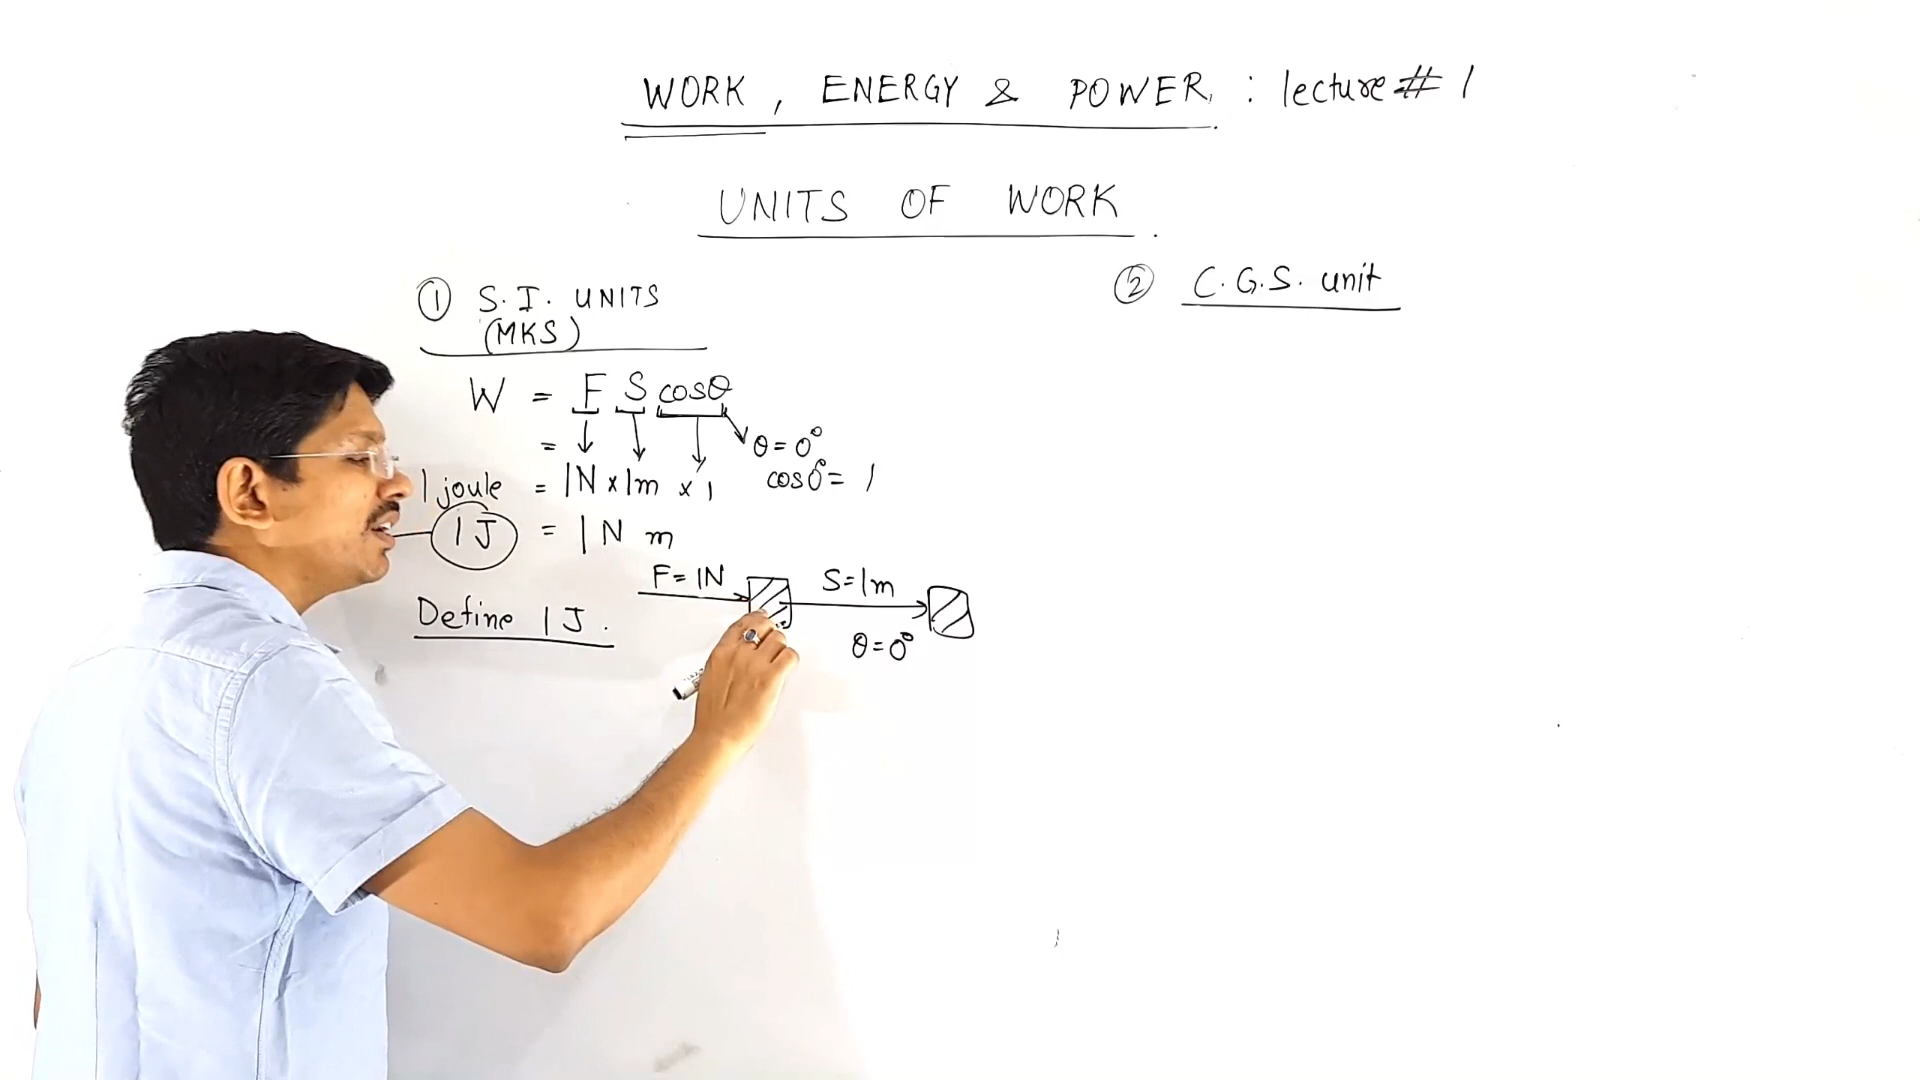 WORK, ENERGY & POWER : lecture # 1
UNITS OF WORK
① S.I. UNITS
(MKS)
W = F S cosθ
= ↓ ↓ ↓ θ = 0°
1 joule = 1N x 1m x 1 cos0° = 1
1J = 1 N m
F = 1N S = 1m
Define 1 J.
θ = 0°
② C.G.S. unit